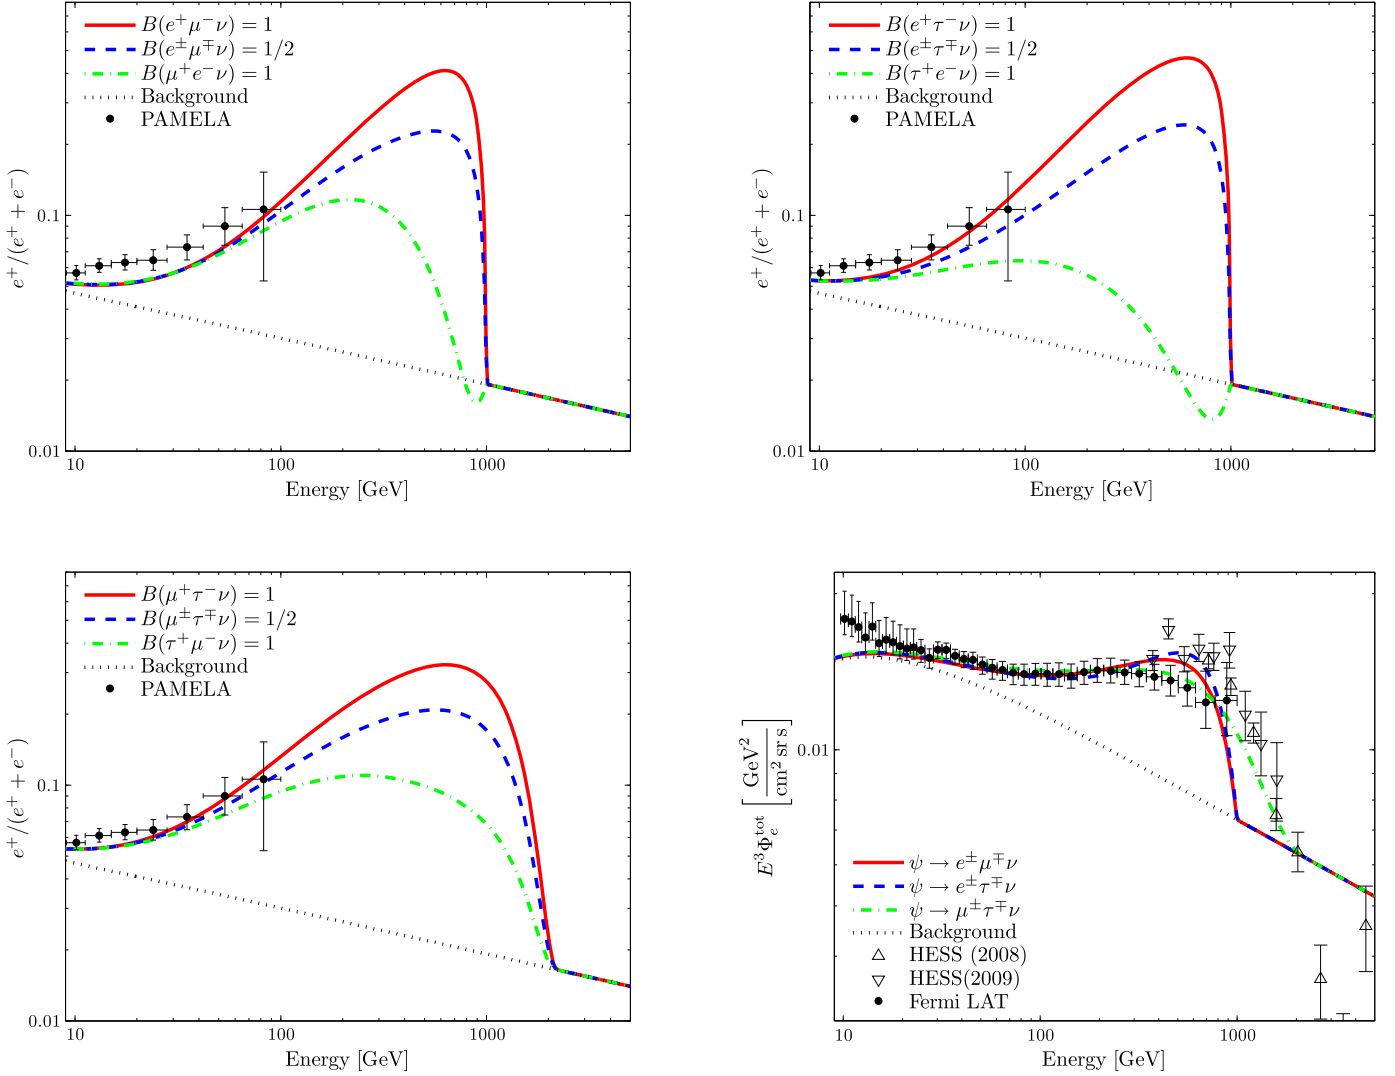 B(e⁺μ⁻ν) = 1
B(e±μ∓ν) = 1/2
B(μ⁺e⁻ν) = 1
Background
PAMELA
e⁺/(e⁺ + e⁻)
0.1
0.01
10 100 1000
Energy [GeV]
B(e⁺τ⁻ν) = 1
B(e±τ∓ν) = 1/2
B(τ⁺e⁻ν) = 1
Background
PAMELA
e⁺/(e⁺ + e⁻)
0.1
0.01
10 100 1000
Energy [GeV]
B(μ⁺τ⁻ν) = 1
B(μ±τ∓ν) = 1/2
B(τ⁺μ⁻ν) = 1
Background
PAMELA
e⁺/(e⁺ + e⁻)
0.1
0.01
10 100 1000
Energy [GeV]
E³Φₑᵗᵒᵗ [GeV² / cm² sr s]
0.01
ψ → e±μ∓ν
ψ → e±τ∓ν
ψ → μ±τ∓ν
Background
HESS (2008)
HESS(2009)
Fermi LAT
10 100 1000
Energy [GeV]